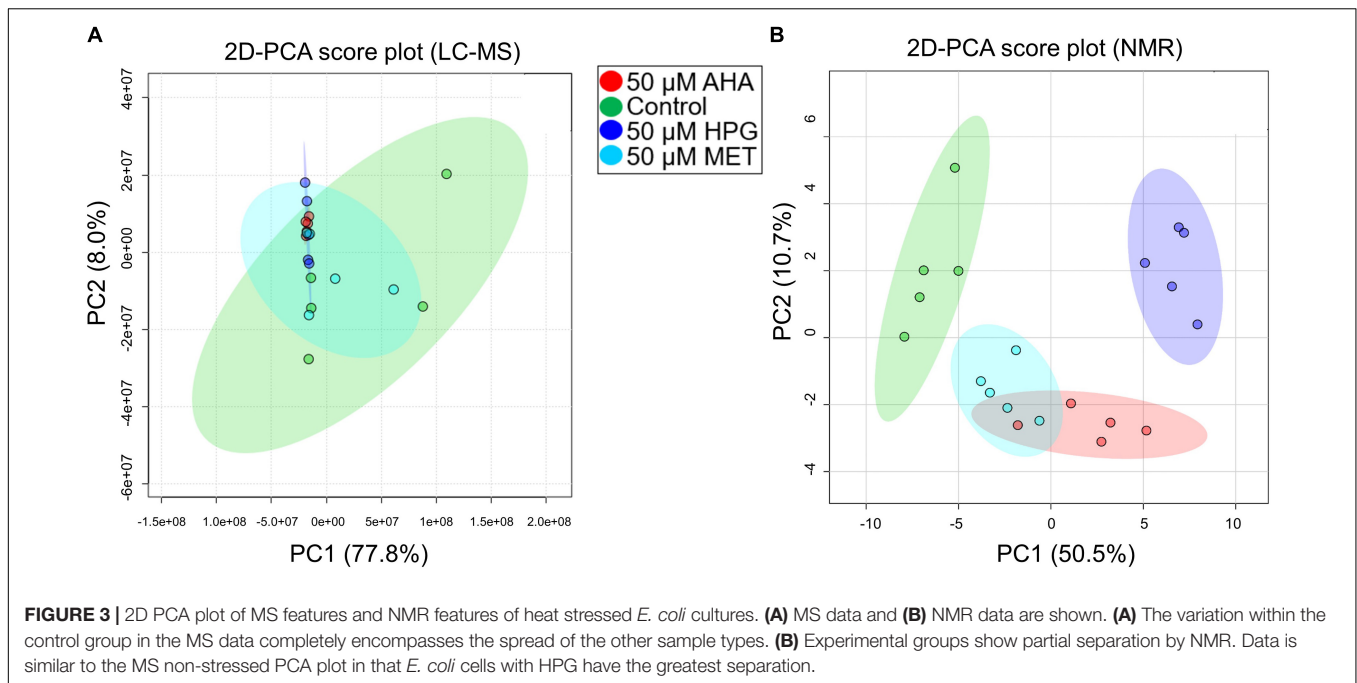 A
2D-PCA score plot (LC-MS)
4e+07
2e+07
0e+00
-2e+07
-4e+07
-6e+07
PC2 (8.0%)
-1.5e+08 1.0e+08 -5.0e+07 0e+00 5e+07 1e+08 1.5e+08 2.0e+08
PC1 (77.8%)
50 µM AHA
Control
50 µM HPG
50 µM MET
B
2D-PCA score plot (NMR)
6
4
2
0
-2
-4
PC2 (10.7%)
-10 -5 0 5 10
PC1 (50.5%)
FIGURE 3 | 2D PCA plot of MS features and NMR features of heat stressed E. coli cultures. (A) MS data and (B) NMR data are shown. (A) The variation within the
control group in the MS data completely encompasses the spread of the other sample types. (B) Experimental groups show partial separation by NMR. Data is
similar to the MS non-stressed PCA plot in that E. coli cells with HPG have the greatest separation.